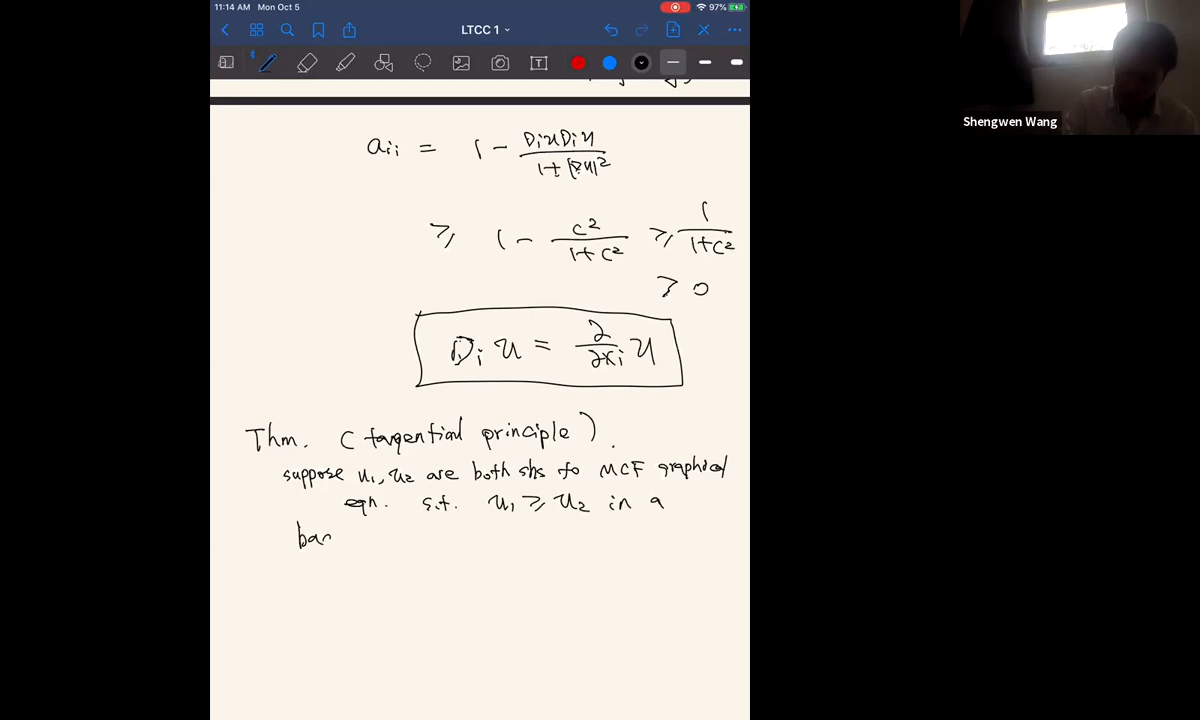 11:14 AM Mon Oct 5
97%
LTCC 1
Shengwen Wang
aii = 1 - DiuDiu / 1+|Du|²
≥ 1 - c² / 1+c² ≥ 1 / 1+c²
> 0
Di u = ∂/∂xi u
Thm. (tangential principle).
suppose u1, u2 are both sls to MCF graphical
eqn. s.t. u1 ≥ u2 in a